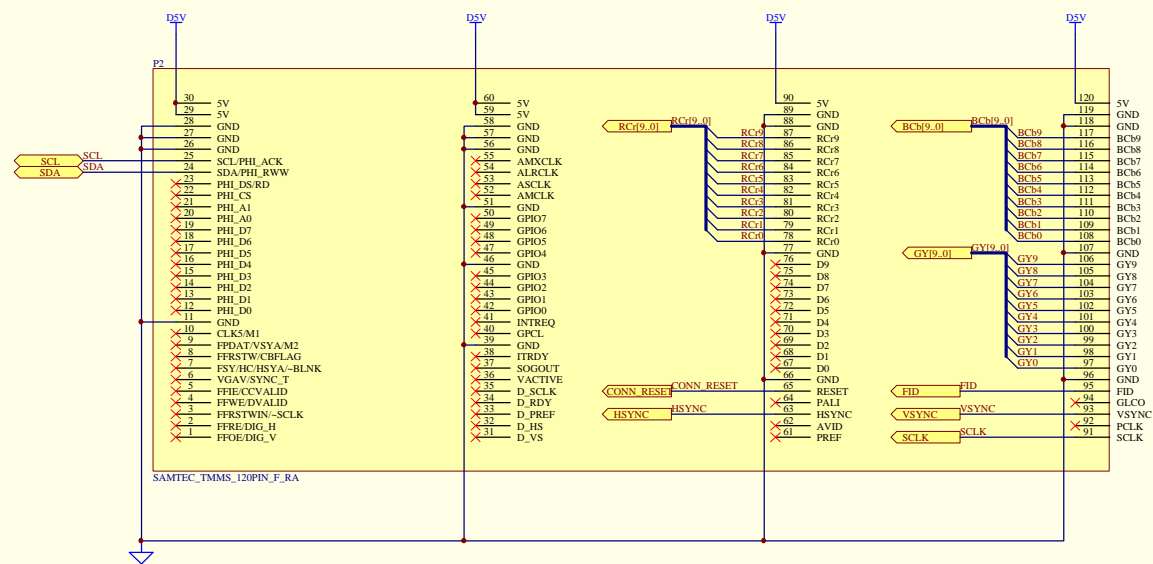 D5V D5V D5V D5V
P2
30 5V 60 5V 90 5V 120 5V
29 5V 59 5V 89 GND 119 GND
28 GND 58 GND RCr[9..0] RCr[9..0] 88 GND BCb[9..0] BCb[9..0] 118 GND
27 GND 57 GND RCr9 87 RCr9 BCb9 117 BCb9
26 GND 56 GND RCr8 86 RCr8 BCb8 116 BCb8
SCL SCL 25 SCL/PHI_ACK 55 AMXCLK RCr7 85 RCr7 BCb7 115 BCb7
SDA SDA 24 SDA/PHI_RWW 54 ALRCLK RCr6 84 RCr6 BCb6 114 BCb6
23 PHI_DS/RD 53 ASCLK RCr5 83 RCr5 BCb5 113 BCb5
22 PHI_CS 52 AMCLK RCr4 82 RCr4 BCb4 112 BCb4
21 PHI_A1 51 GND RCr3 81 RCr3 BCb3 111 BCb3
20 PHI_A0 50 GPIO7 RCr2 80 RCr2 BCb2 110 BCb2
19 PHI_D7 49 GPIO6 RCr1 79 RCr1 BCb1 109 BCb1
18 PHI_D6 48 GPIO5 RCr0 78 RCr0 BCb0 108 BCb0
17 PHI_D5 47 GPIO4 77 GND GY[9..0] GY[9..0] 107 GND
16 PHI_D4 46 GND 76 D9 GY9 106 GY9
15 PHI_D3 45 GPIO3 75 D8 GY8 105 GY8
14 PHI_D2 44 GPIO2 74 D7 GY7 104 GY7
13 PHI_D1 43 GPIO1 73 D6 GY6 103 GY6
12 PHI_D0 42 GPIO0 72 D5 GY5 102 GY5
11 GND 41 INTREQ 71 D4 GY4 101 GY4
10 CLK5/M1 40 GPCL 70 D3 GY3 100 GY3
9 FPDAT/VSYA/M2 39 GND 69 D2 GY2 99 GY2
8 FFRSTW/CBFLAG 38 ITRDY 68 D1 GY1 98 GY1
7 FSY/HC/HSYA/~BLNK 37 SOGOUT 67 D0 GY0 97 GY0
6 VGAV/SYNC_T 36 VACTIVE 66 GND 96 GND
5 FFIE/CCVALID 35 D_SCLK CONN_RESET CONN_RESET 65 RESET FID FID 95 FID
4 FFWE/DVALID 34 D_RDY 64 PALI 94 GLCO
3 FFRSTWIN/~SCLK 33 D_PREF HSYNC HSYNC 63 HSYNC VSYNC VSYNC 93 VSYNC
2 FFRE/DIG_H 32 D_HS 62 AVID 92 PCLK
1 FFOE/DIG_V 31 D_VS 61 PREF SCLK SCLK 91 SCLK
SAMTEC_TMMS_120PIN_F_RA